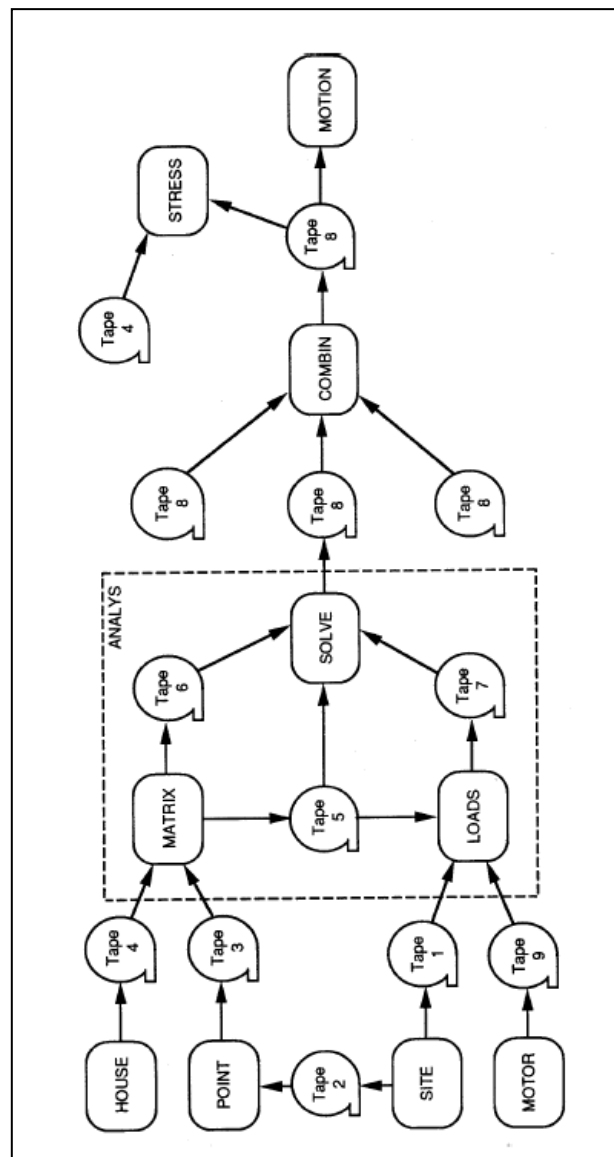 HOUSE
Tape
4
POINT
Tape
3
Tape
2
SITE
Tape
1
MOTOR
Tape
9
ANALYS
MATRIX
Tape
6
Tape
5
SOLVE
LOADS
Tape
7
Tape
8
Tape
8
Tape
8
COMBIN
Tape
4
STRESS
Tape
8
MOTION